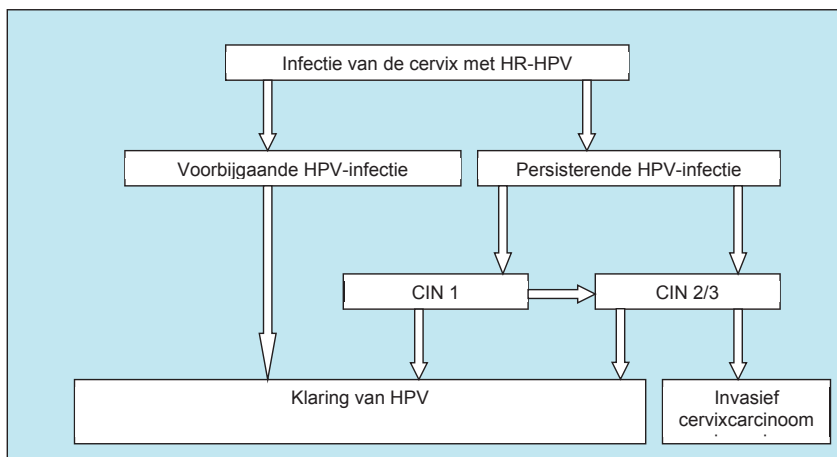 Infectie van de cervix met HR-HPV
Voorbijgaande HPV-infectie
Persisterende HPV-infectie
CIN 1
CIN 2/3
Klaring van HPV
Invasief
cervixcarcinoom